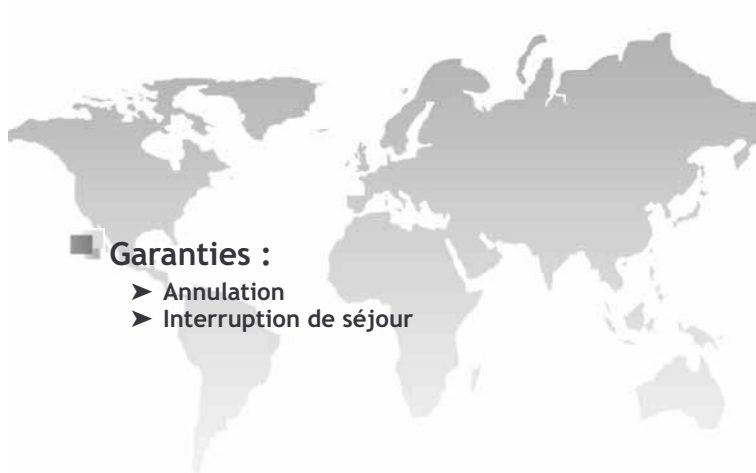 Garanties :
➤ Annulation
➤ Interruption de séjour